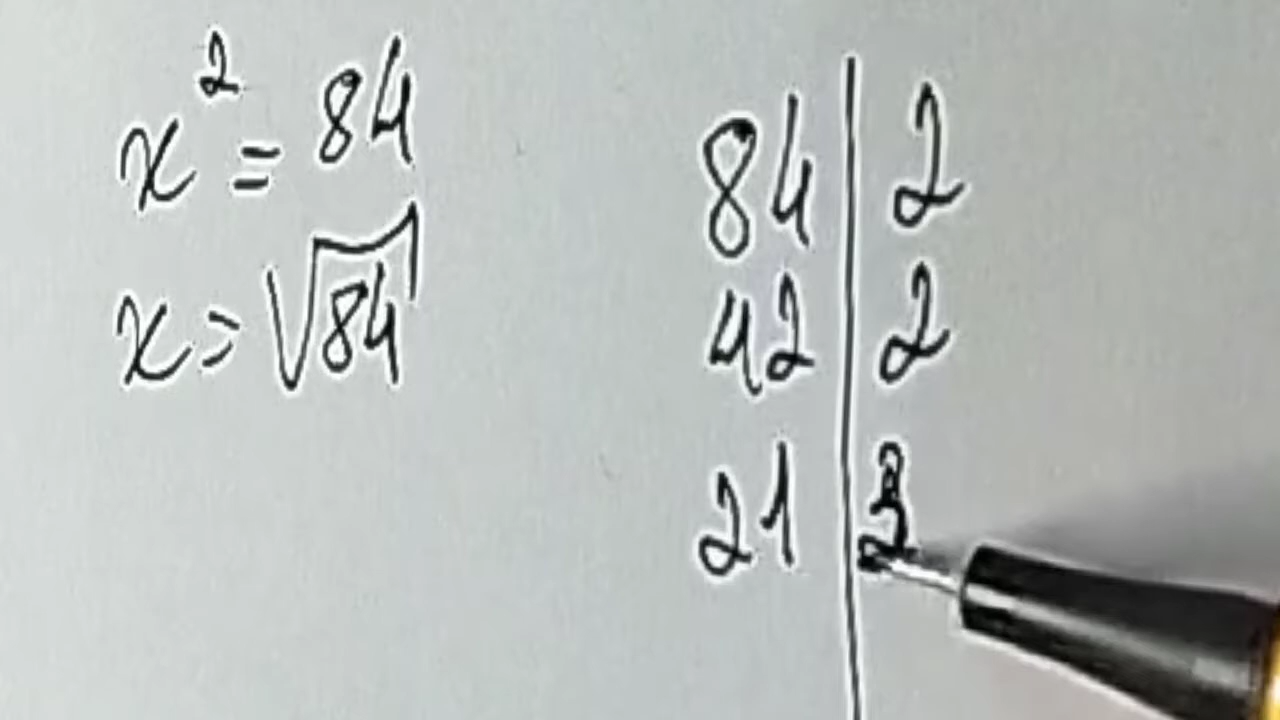 x² = 84
x = √84
84 | 2
42 | 2
21 | 3